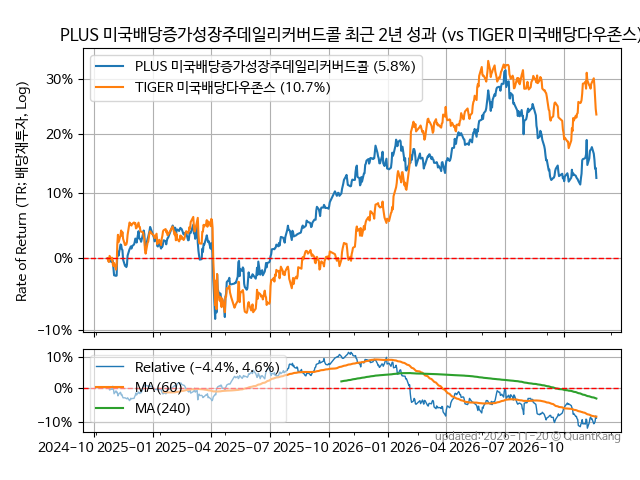 PLUS 미국배당증가성장주데일리커버드콜 최근 2년 성과 (vs TIGER 미국배당다우존스)
Rate of Return (TR: 배당재투자, Log)
30%
20%
10%
0%
−10%
PLUS 미국배당증가성장주데일리커버드콜 (5.8%)
TIGER 미국배당다우존스 (10.7%)
10%
0%
−10%
Relative (−4.4%, 4.6%)
MA(60)
MA(240)
2024-10 2025-01 2025-04 2025-07 2025-10 2026-01 2026-04 2026-07 2026-10
updated: 2026-11-20 © QuantKang